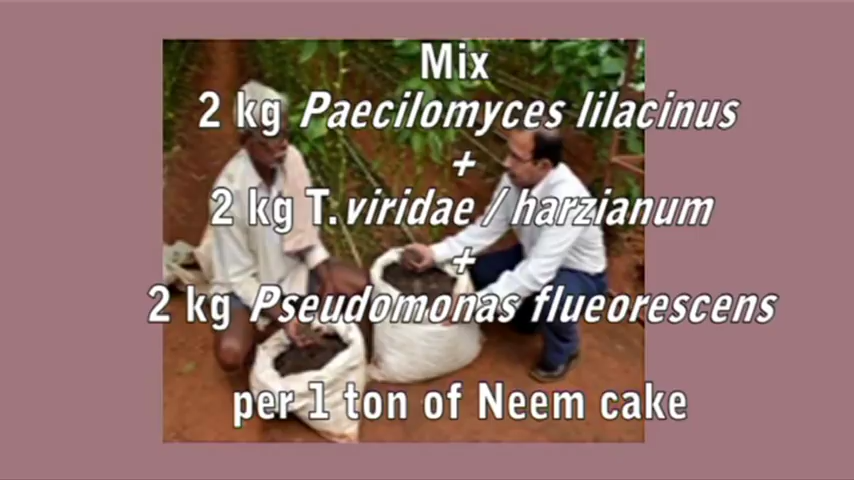 Mix
2 kg Paecilomyces lilacinus
+
2 kg T.viridae / harzianum
+
2 kg Pseudomonas flueorescens
per 1 ton of Neem cake